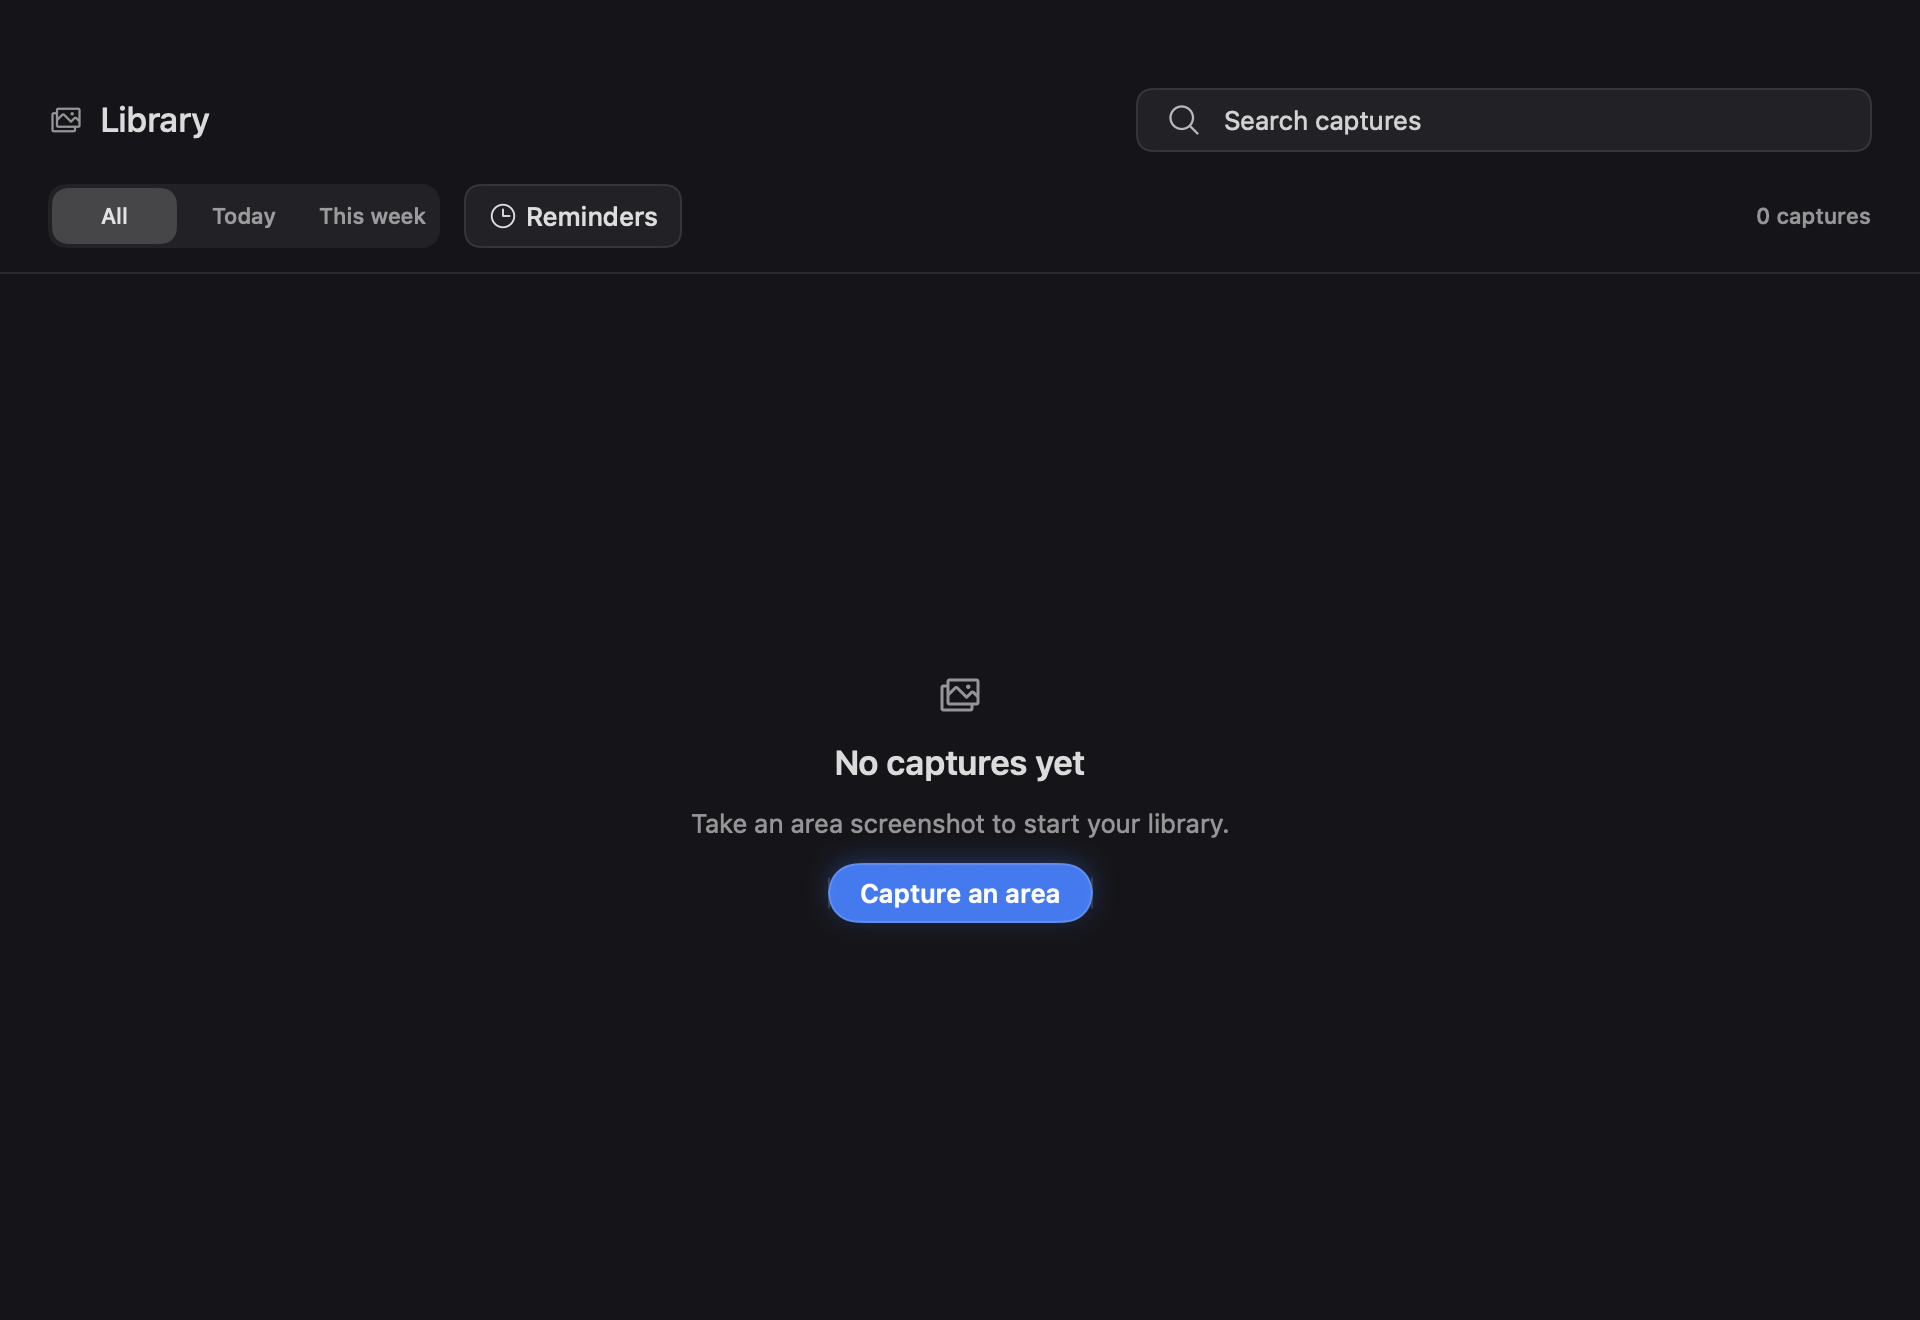 Library
Search captures
All
Today
This week
Reminders
0 captures
No captures yet
Take an area screenshot to start your library.
Capture an area